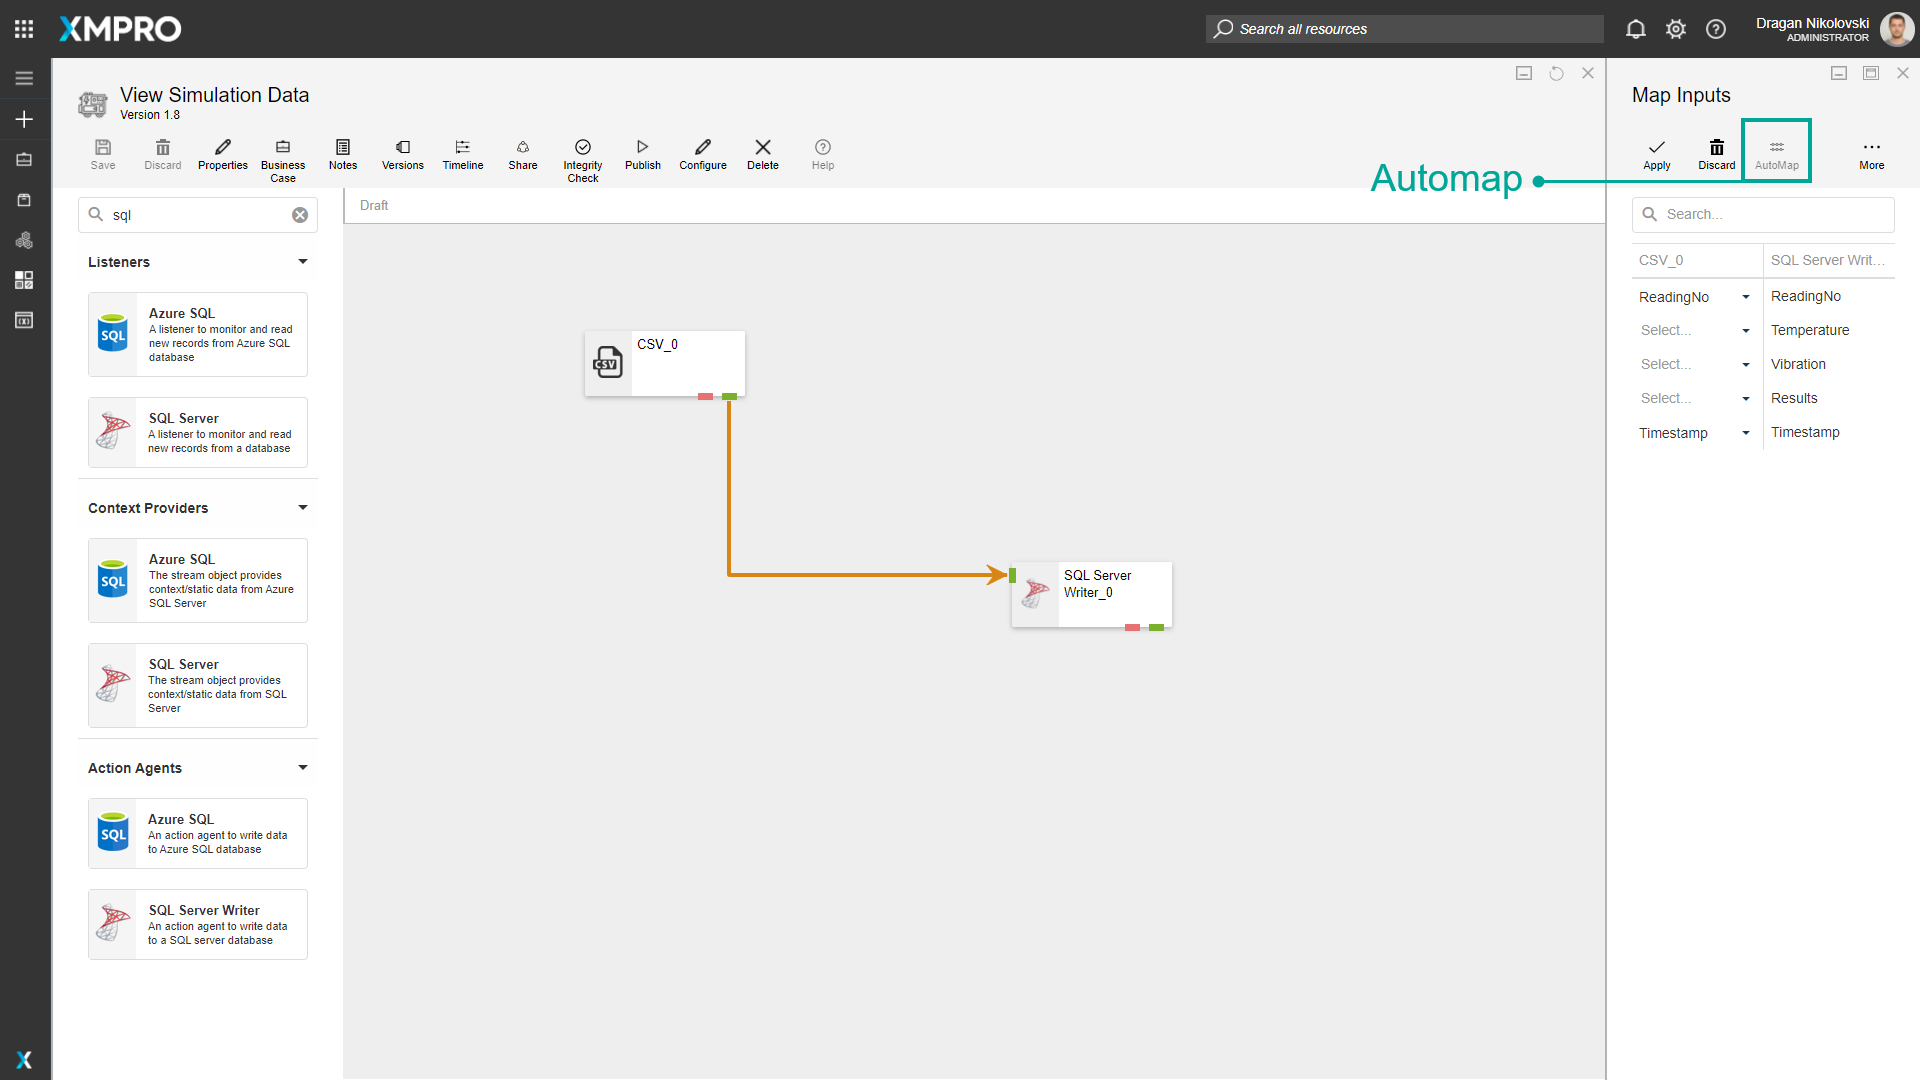 XMPRO
Search all resources
Dragan Nikolovski
ADMINISTRATOR
View Simulation Data
Version 1.8
Save
Discard
Properties
Business
Case
Notes
Versions
Timeline
Share
Integrity
Check
Publish
Configure
Delete
Help
Automap
Map Inputs
Apply
Discard
AutoMap
More
sql
Draft
Listeners
SQL
Azure SQL
A listener to monitor and read
new records from Azure SQL
database
SQL Server
A listener to monitor and read
new records from a database
Context Providers
SQL
Azure SQL
The stream object provides
context/static data from Azure
SQL Server
SQL Server
The stream object provides
context/static data from SQL
Server
Action Agents
SQL
Azure SQL
An action agent to write data
to Azure SQL database
SQL Server Writer
An action agent to write data
to a SQL server database
CSV
CSV_0
SQL Server
Writer_0
Search...
CSV_0 SQL Server Writ...
ReadingNo ReadingNo
Select... Temperature
Select... Vibration
Select... Results
Timestamp Timestamp
X